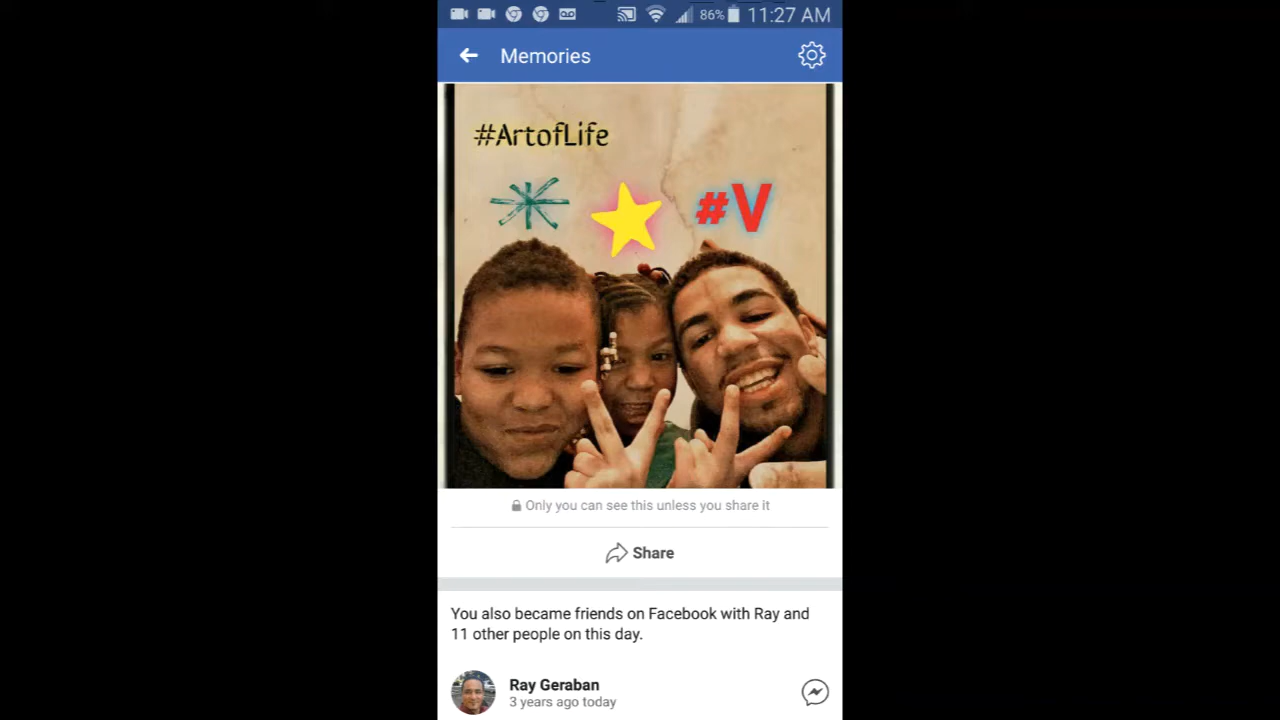 86% 11:27 AM
Memories
#ArtofLife
#V
Only you can see this unless you share it
Share
You also became friends on Facebook with Ray and
11 other people on this day.
Ray Geraban
3 years ago today